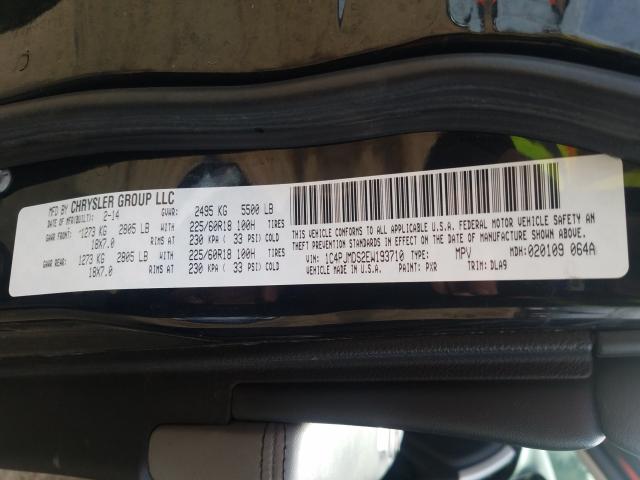 MFD BY CHRYSLER GROUP LLC
DATE OF MFG(BUILT): 2-14 GVWR: 2495 KG 5500 LB
GAWR FRONT: 1273 KG 2805 LB WITH 225/60R18 100H TIRES
18X7.0 RIMS AT 230 KPA ( 33 PSI) COLD
GAWR REAR: 1273 KG 2805 LB WITH 225/60R18 100H TIRES
18X7.0 RIMS AT 230 KPA ( 33 PSI) COLD
THIS VEHICLE CONFORMS TO ALL APPLICABLE U.S.A. FEDERAL MOTOR VEHICLE SAFETY AN
THEFT PREVENTION STANDARDS IN EFFECT ON THE DATE OF MANUFACTURE SHOWN ABOVE.
VIN: 1C4PJMDS2EW193710 TYPE: MPV MDH: 020109 064A
VEHICLE MADE IN U.S.A. PAINT: PXR TRIM: DLA9